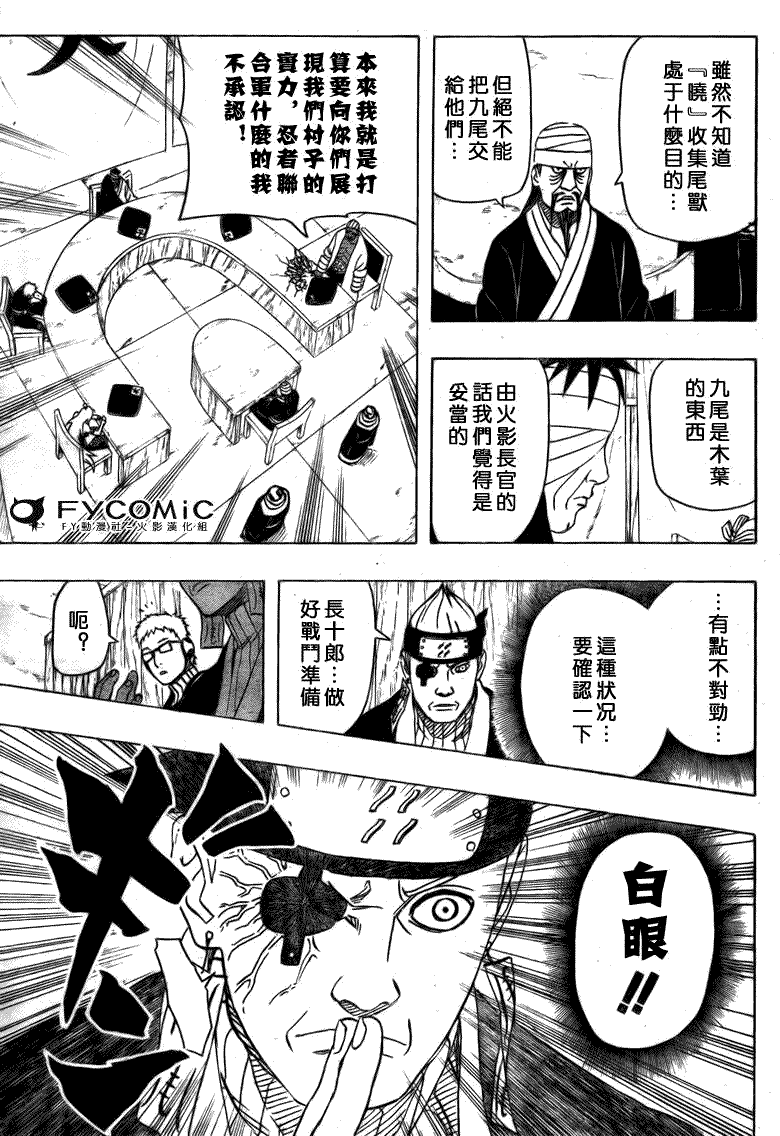 雖然不知道
『曉』收集尾獸
處于什麼目的…
但絕不能
把九尾交
給他們…
本來我就是打
算要向你們展
現我們村子的
實力，忍者聯
合軍什麼的我
不承認！
九尾是木葉
的東西
由火影長官的
話我們覺得是
妥當的
FYCOMiC
FY動漫社-火影漢化組
…有點不對勁…
這種狀况…
要確認一下
長十郎…做
好戰鬥準備
呃？
白眼!!
ギン